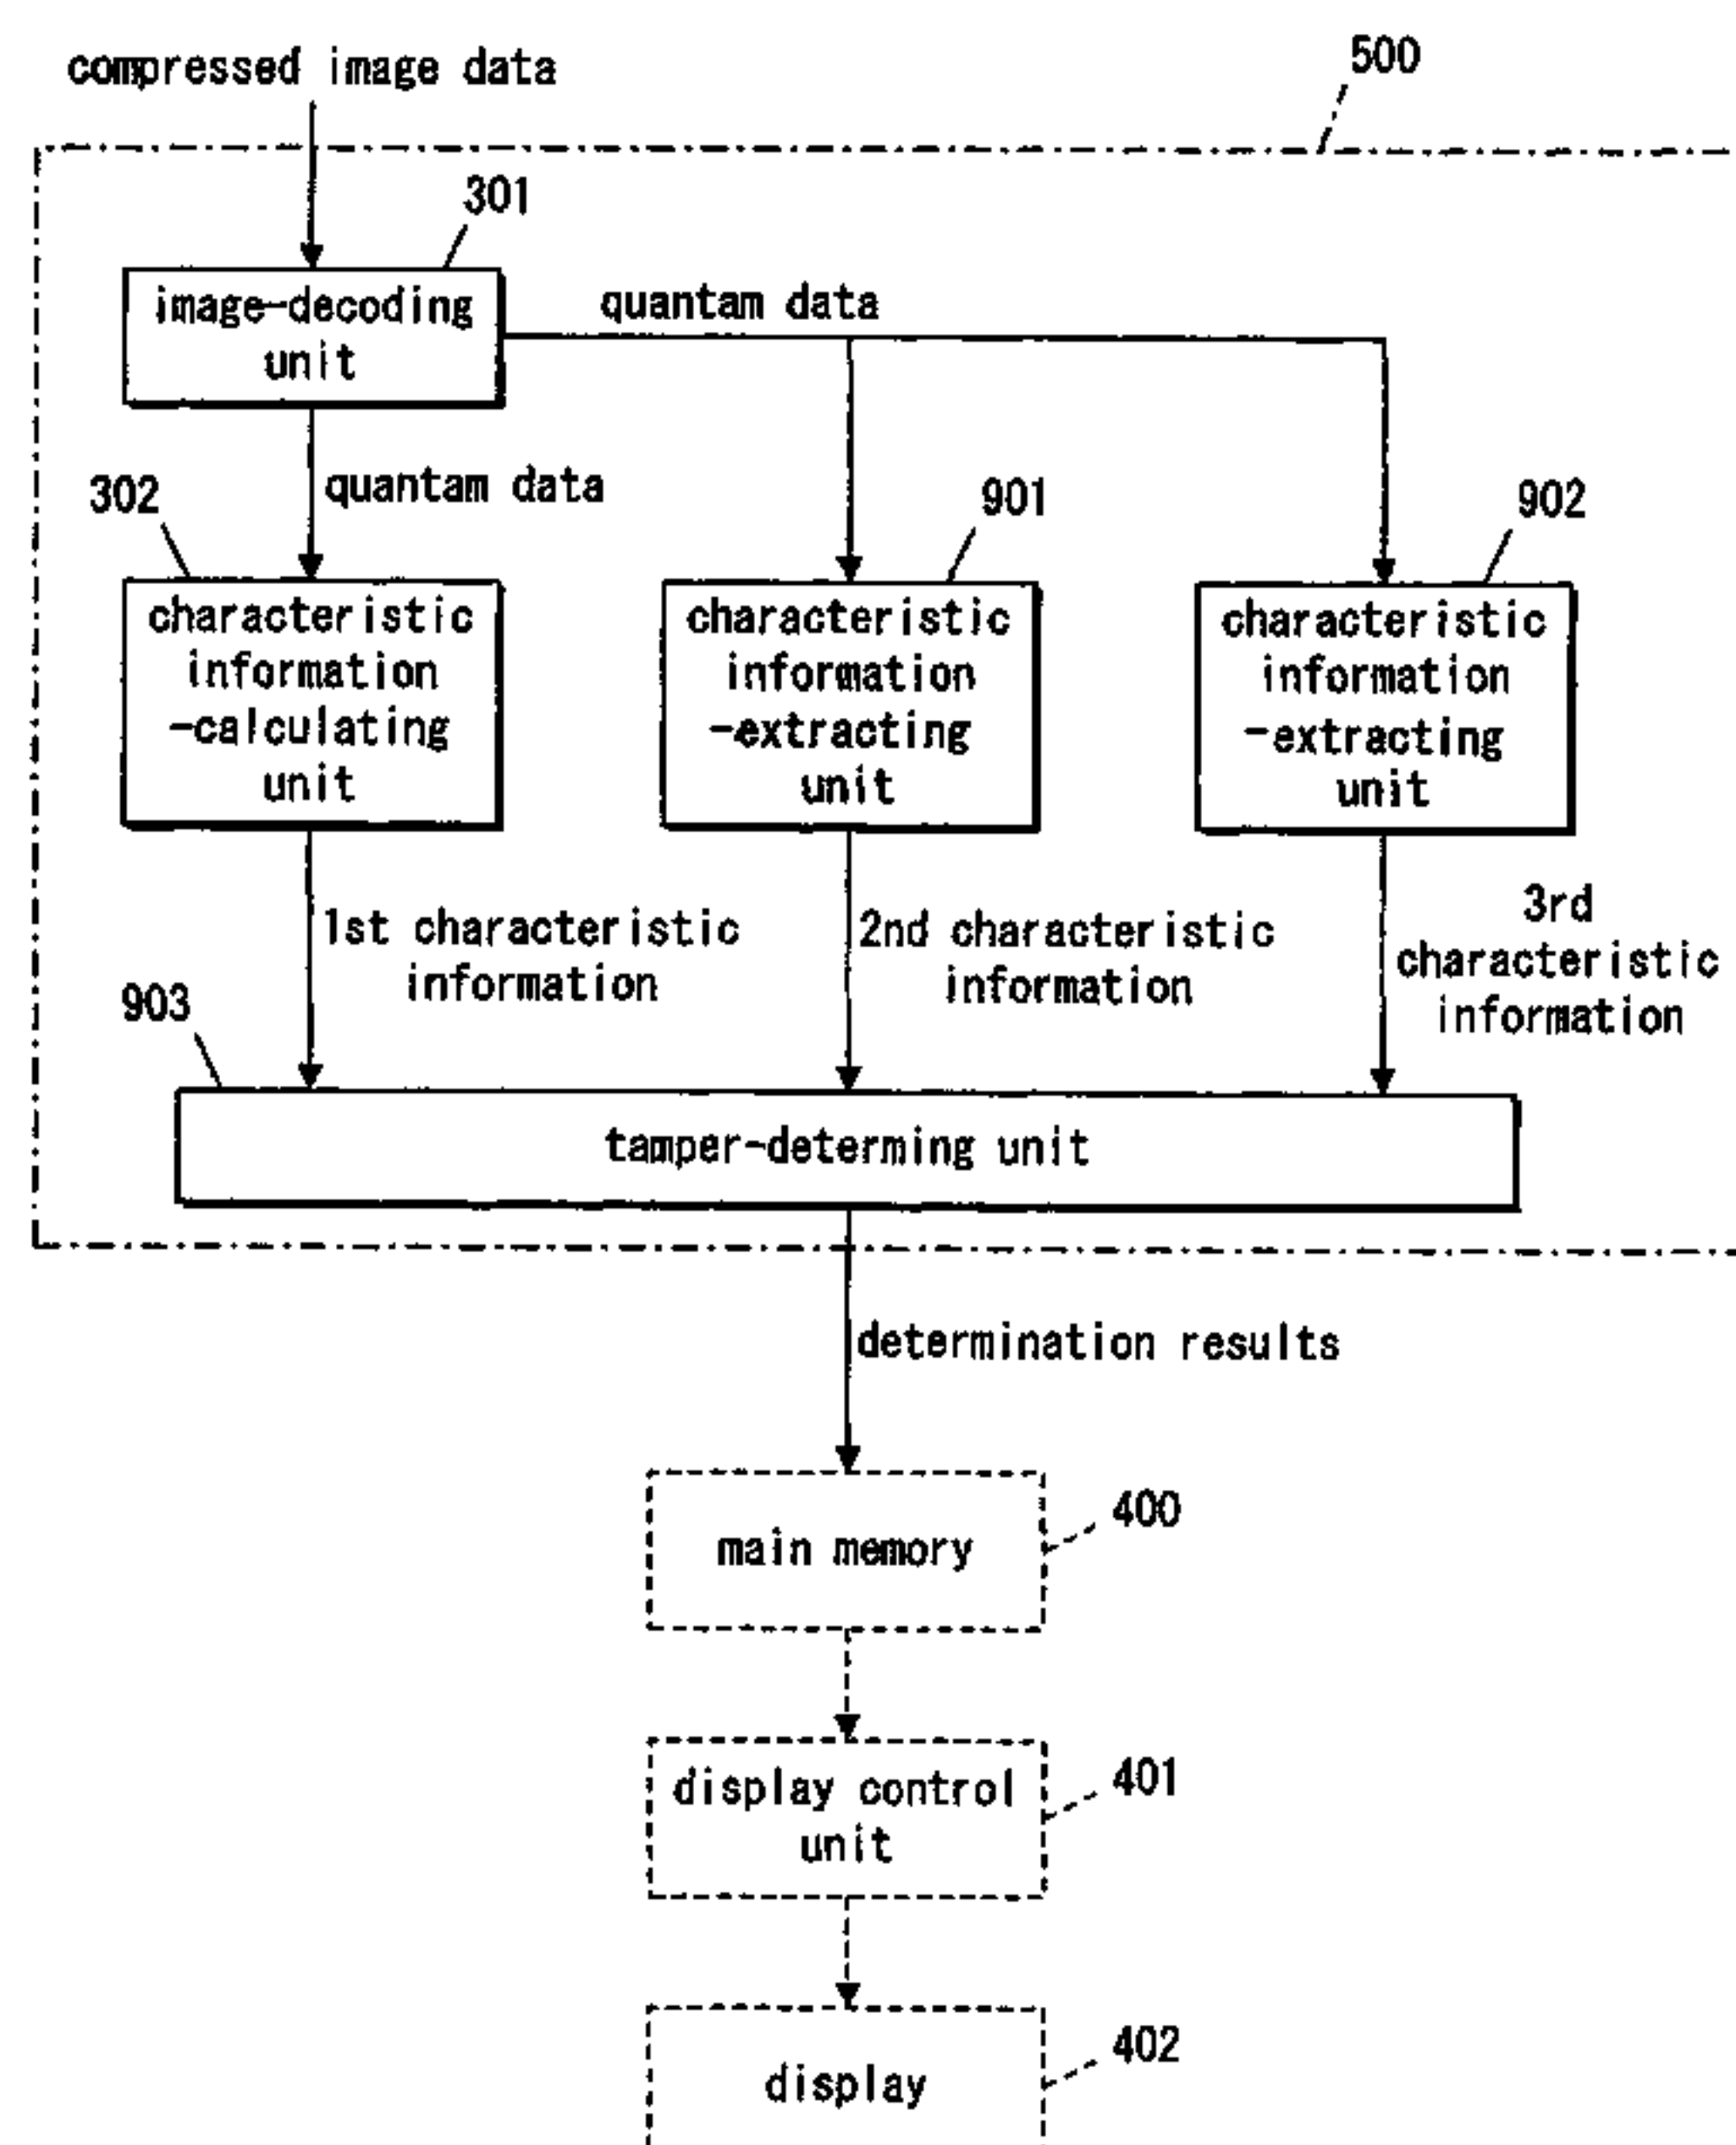 compressed image data
500
301
image-decoding
unit
quantam data
quantam data
302
901
902
characteristic
information
-calculating
unit
characteristic
information
-extracting
unit
characteristic
information
-extracting
unit
1st characteristic
information
2nd characteristic
information
3rd
characteristic
information
903
tamper-determing unit
determination results
main memory
400
display control
unit
401
display
402